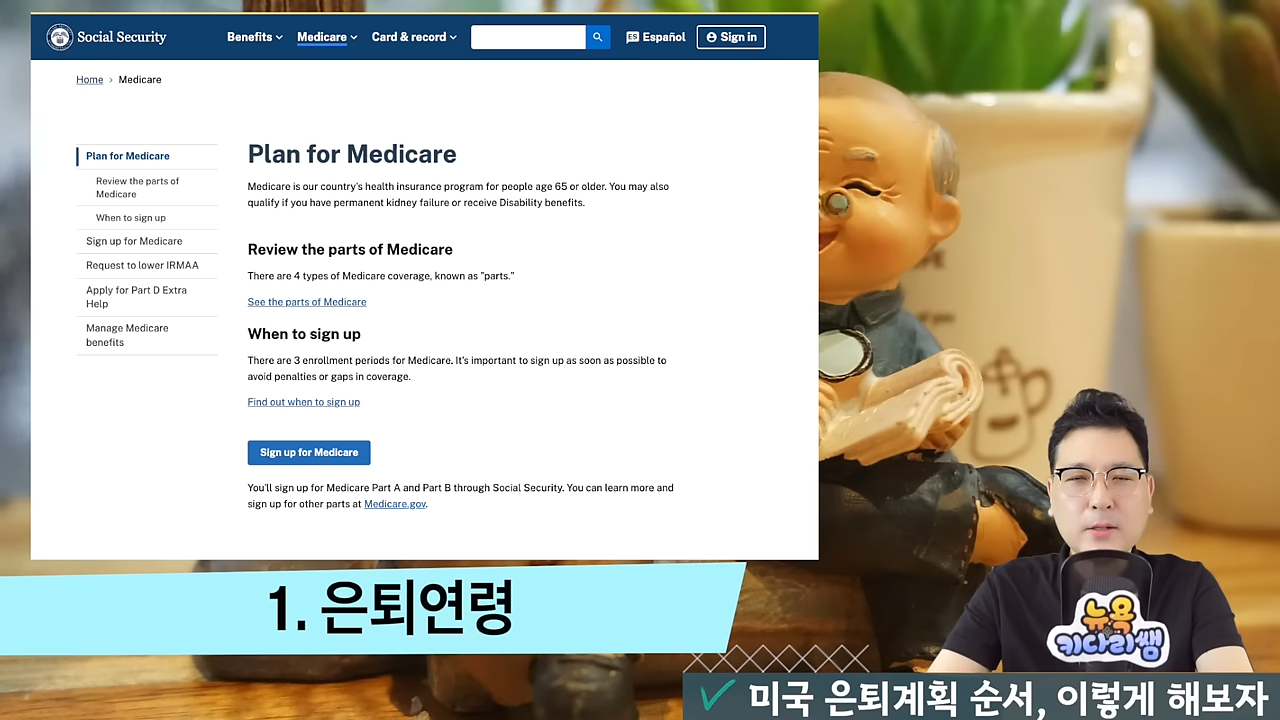 Social Security
Benefits
Medicare
Card & record
ES Español
Sign in
Home > Medicare
Plan for Medicare
Review the parts of
Medicare
When to sign up
Sign up for Medicare
Request to lower IRMAA
Apply for Part D Extra
Help
Manage Medicare
benefits
Plan for Medicare
Medicare is our country's health insurance program for people age 65 or older. You may also
qualify if you have permanent kidney failure or receive Disability benefits.
Review the parts of Medicare
There are 4 types of Medicare coverage, known as "parts."
See the parts of Medicare
When to sign up
There are 3 enrollment periods for Medicare. It's important to sign up as soon as possible to
avoid penalties or gaps in coverage.
Find out when to sign up
Sign up for Medicare
You'll sign up for Medicare Part A and Part B through Social Security. You can learn more and
sign up for other parts at Medicare.gov.
1. 은퇴연령
뉴욕
키다리쌤
미국 은퇴계획 순서, 이렇게 해보자